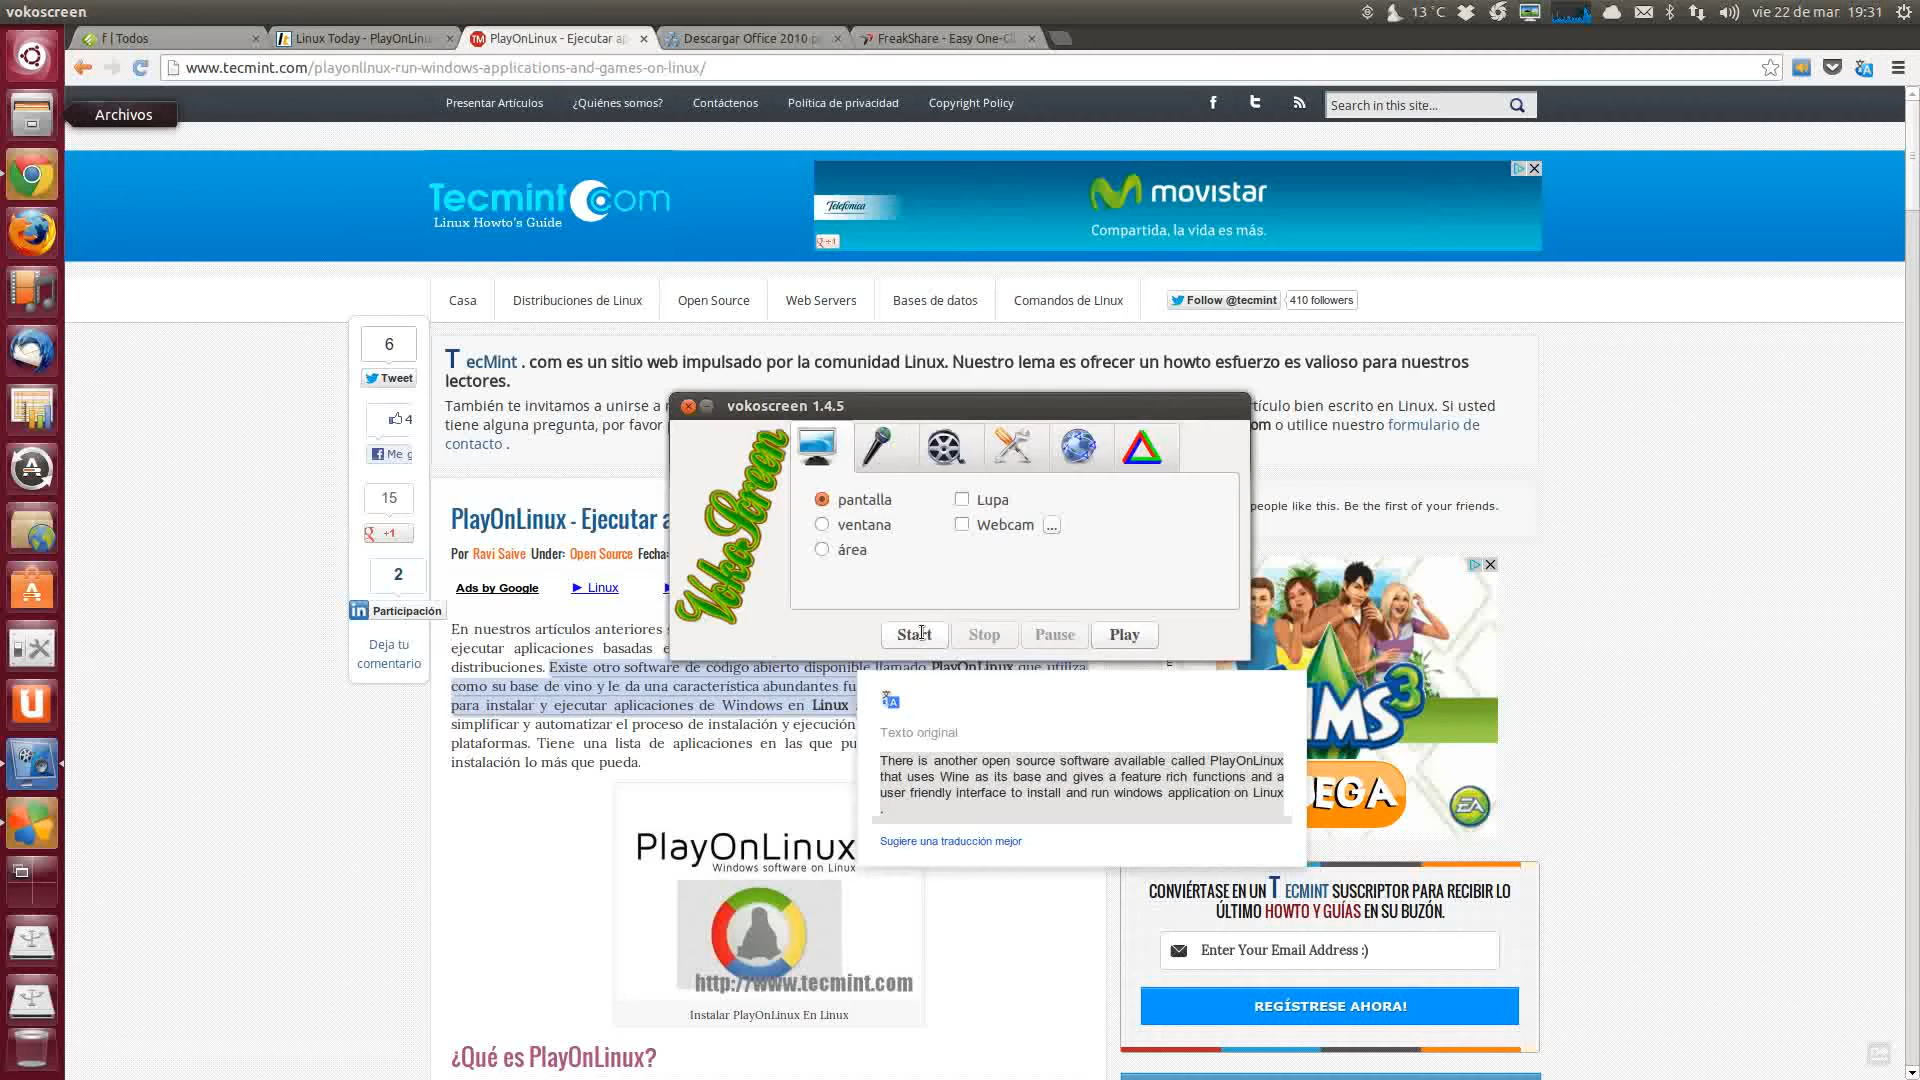 vokoscreen
13 °C
vie 22 de mar 19:31
f | Todos
Linux Today - PlayOnLinu
PlayOnLinux - Ejecutar ap
Descargar Office 2010 p
FreakShare - Easy One-Cl
www.tecmint.com/playonlinux-run-windows-applications-and-games-on-linux/
Archivos
Presentar Artículos
¿Quiénes somos?
Contáctenos
Política de privacidad
Copyright Policy
Search in this site...
Tecmint.com
Linux Howto's Guide
Telefónica
movistar
Compartida, la vida es más.
g +1
Casa
Distribuciones de Linux
Open Source
Web Servers
Bases de datos
Comandos de Linux
Follow @tecmint
410 followers
6
Tweet
4
Me g
15
+1
2
Participación
Deja tu
comentario
TecMint . com es un sitio web impulsado por la comunidad Linux. Nuestro lema es ofrecer un howto esfuerzo es valioso para nuestros
lectores.
También te invitamos a unirse a
tículo bien escrito en Linux. Si usted
tiene alguna pregunta, por favor
om o utilice nuestro formulario de
contacto .
vokoscreen 1.4.5
VokoScreen
pantalla
ventana
área
Lupa
Webcam ...
Start
Stop
Pause
Play
people like this. Be the first of your friends.
PlayOnLinux - Ejecutar a
Por Ravi Saive Under: Open Source Fecha:
Ads by Google
Linux
En nuestros artículos anteriores
ejecutar aplicaciones basadas e
distribuciones. Existe otro software de código abierto disponible llamado PlayOnLinux que utiliza
como su base de vino y le da una característica abundantes fu
para instalar y ejecutar aplicaciones de Windows en Linux .
simplificar y automatizar el proceso de instalación y ejecución
plataformas. Tiene una lista de aplicaciones en las que pu
instalación lo más que pueda.
Texto original
There is another open source software available called PlayOnLinux
that uses Wine as its base and gives a feature rich functions and a
user friendly interface to install and run windows application on Linux
.
Sugiere una traducción mejor
PlayOnLinux
Windows software on Linux
http://www.tecmint.com
Instalar PlayOnLinux En Linux
¿Qué es PlayOnLinux?
IMS 3
UEGA
EA
CONVIÉRTASE EN UN TECMINT SUSCRIPTOR PARA RECIBIR LO
ÚLTIMO HOWTO Y GUÍAS EN SU BUZÓN.
Enter Your Email Address :)
REGÍSTRESE AHORA!